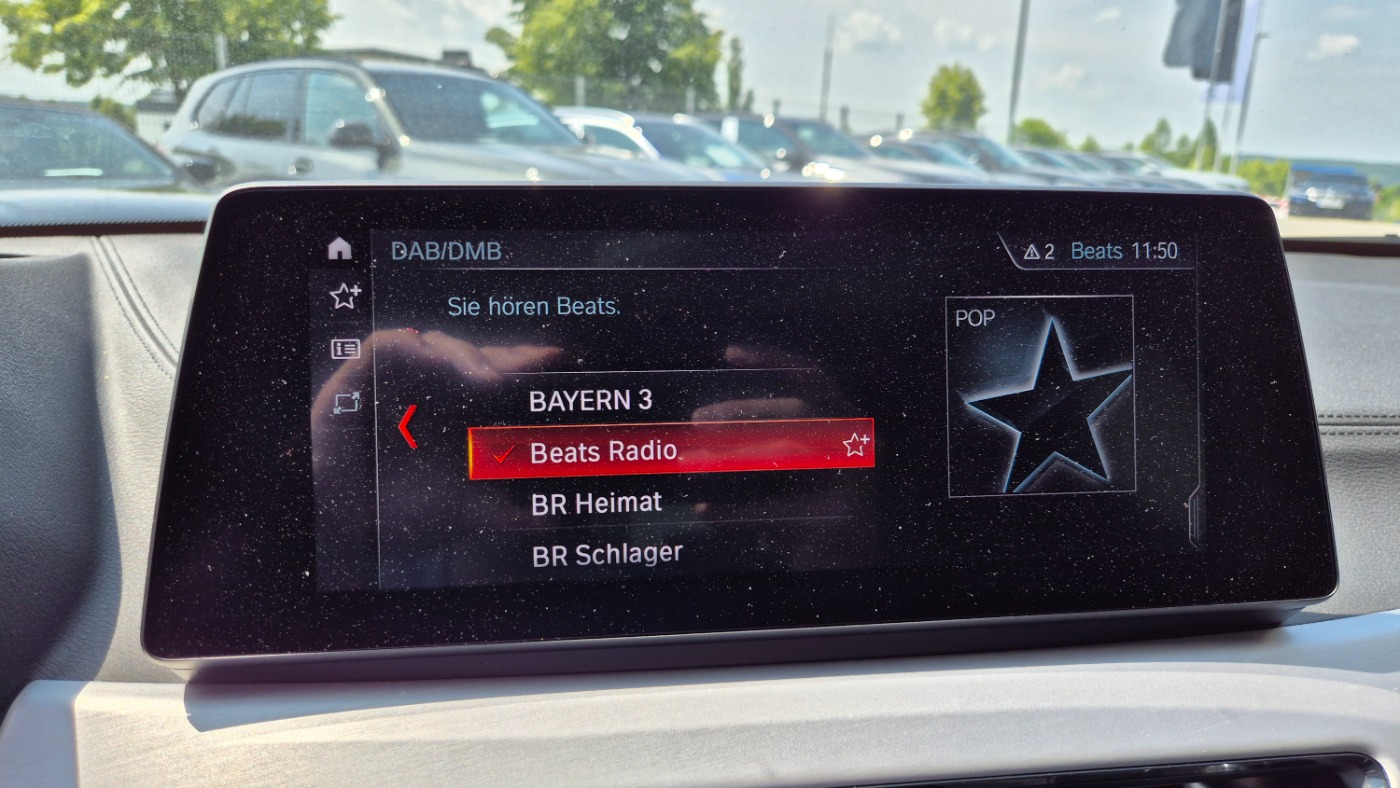 DAB/DMB
2 Beats 11:50
Sie hören Beats.
POP
BAYERN 3
Beats Radio
BR Heimat
BR Schlager